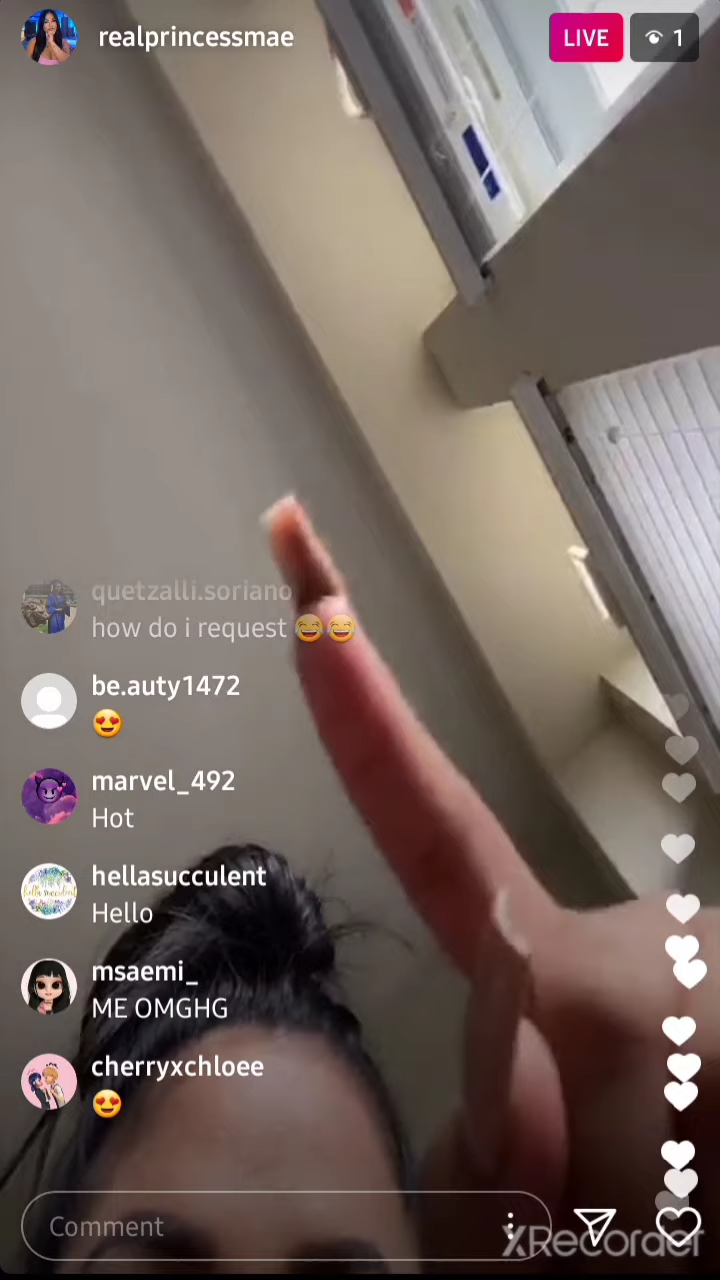 realprincessmae
LIVE
1
quetzalli.soriano
how do i request 😂😂
be.auty1472
😍
marvel_492
Hot
hellasucculent
Hello
msaemi_
ME OMGHG
cherryxchloee
😍
Comment
XRecorder